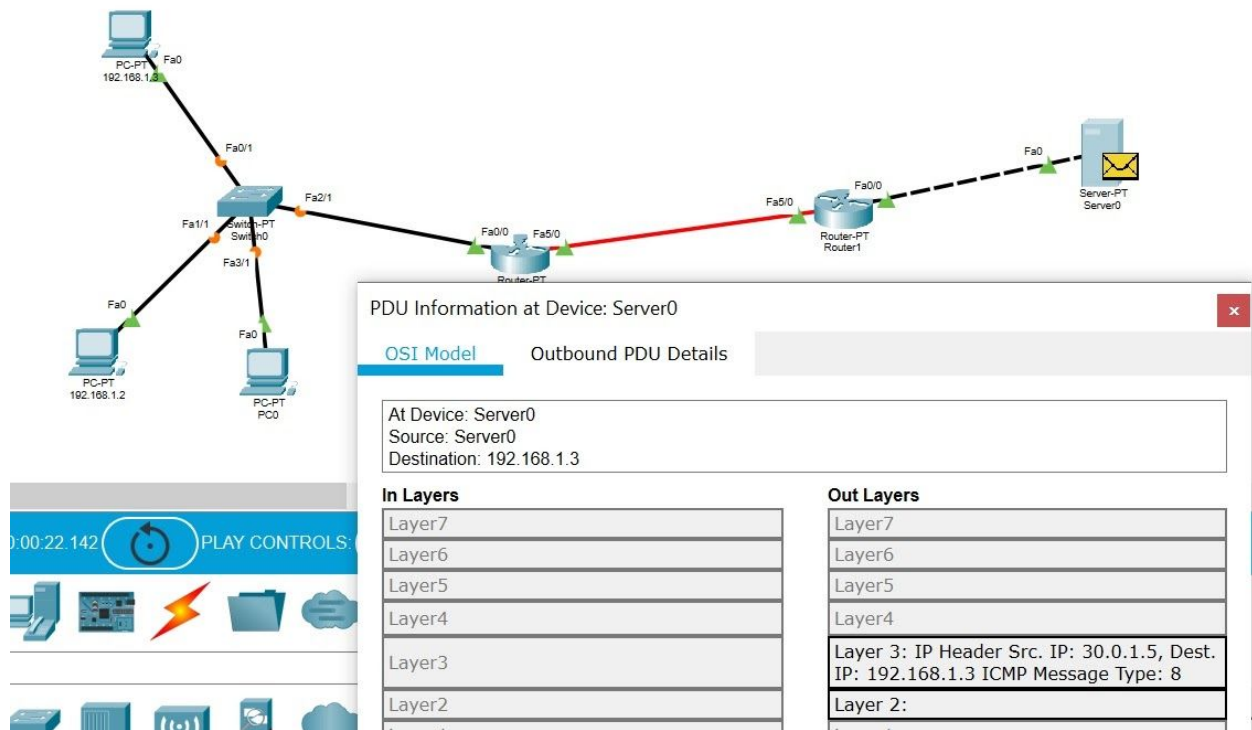 Fa0
PC-PT
192.168.1.3
Fa0/1
Fa2/1
Fa1/1
Switch-PT
Switch0
Fa3/1
Fa0
PC-PT
192.168.1.2
Fa0
PC-PT
PC0
Fa0/0
Fa5/0
Router-PT
Fa5/0
Fa0/0
Router-PT
Router1
Fa0
Server-PT
Server0
PDU Information at Device: Server0
x
OSI Model
Outbound PDU Details
At Device: Server0
Source: Server0
Destination: 192.168.1.3
In Layers
Layer7
Layer6
Layer5
Layer4
Layer3
Layer2
Out Layers
Layer7
Layer6
Layer5
Layer4
Layer 3: IP Header Src. IP: 30.0.1.5, Dest.
IP: 192.168.1.3 ICMP Message Type: 8
Layer 2:
:00:22.142
PLAY CONTROLS: